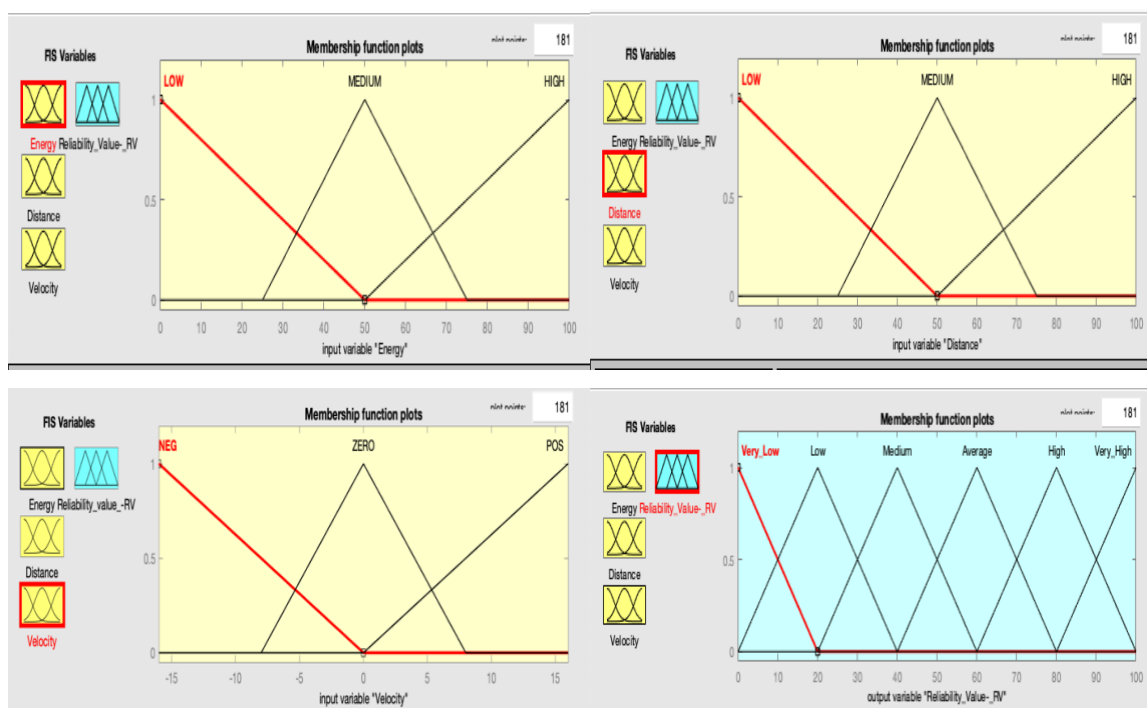 181
FIS Variables
Membership function plots
LOW
MEDIUM
HIGH
1
Energy Reliability_Value-_RV
0.5
Distance
Velocity
0
0 10 20 30 40 50 60 70 80 90 100
input variable "Energy"
181
FIS Variables
Membership function plots
LOW
MEDIUM
HIGH
1
Energy Reliability_Value-_RV
0.5
Distance
Velocity
0
0 10 20 30 40 50 60 70 80 90 100
input variable "Distance"
181
FIS Variables
Membership function plots
NEG
ZERO
POS
1
Energy Reliability_value_-RV
0.5
Distance
Velocity
0
-15 -10 -5 0 5 10 15
input variable "Velocity"
181
FIS Variables
Membership function plots
Very_Low
Low
Medium
Average
High
Very_High
1
Energy Reliability_Value-_RV
0.5
Distance
Velocity
0
0 10 20 30 40 50 60 70 80 90 100
output variable "Reliability_Value-_RV"